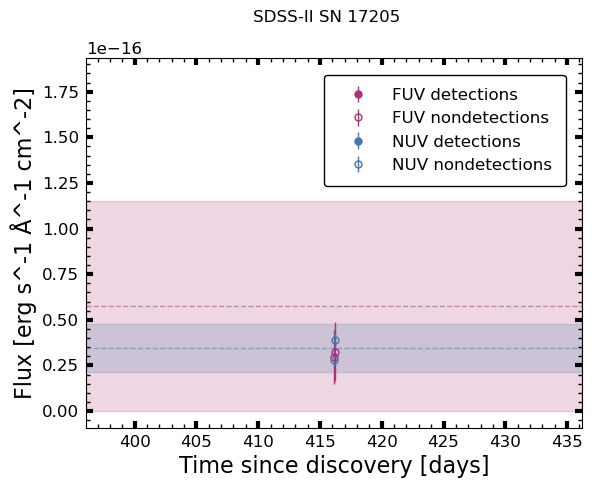 SDSS-II SN 17205
1e−16
FUV detections
FUV nondetections
NUV detections
NUV nondetections
1.75
1.50
1.25
1.00
0.75
0.50
0.25
0.00
Flux [erg s^-1 Å^-1 cm^-2]
400 405 410 415 420 425 430 435
Time since discovery [days]